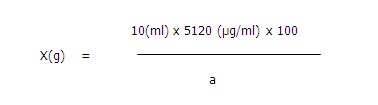 10(ml) x 5120 (µg/ml) x 100
X(g) =
a